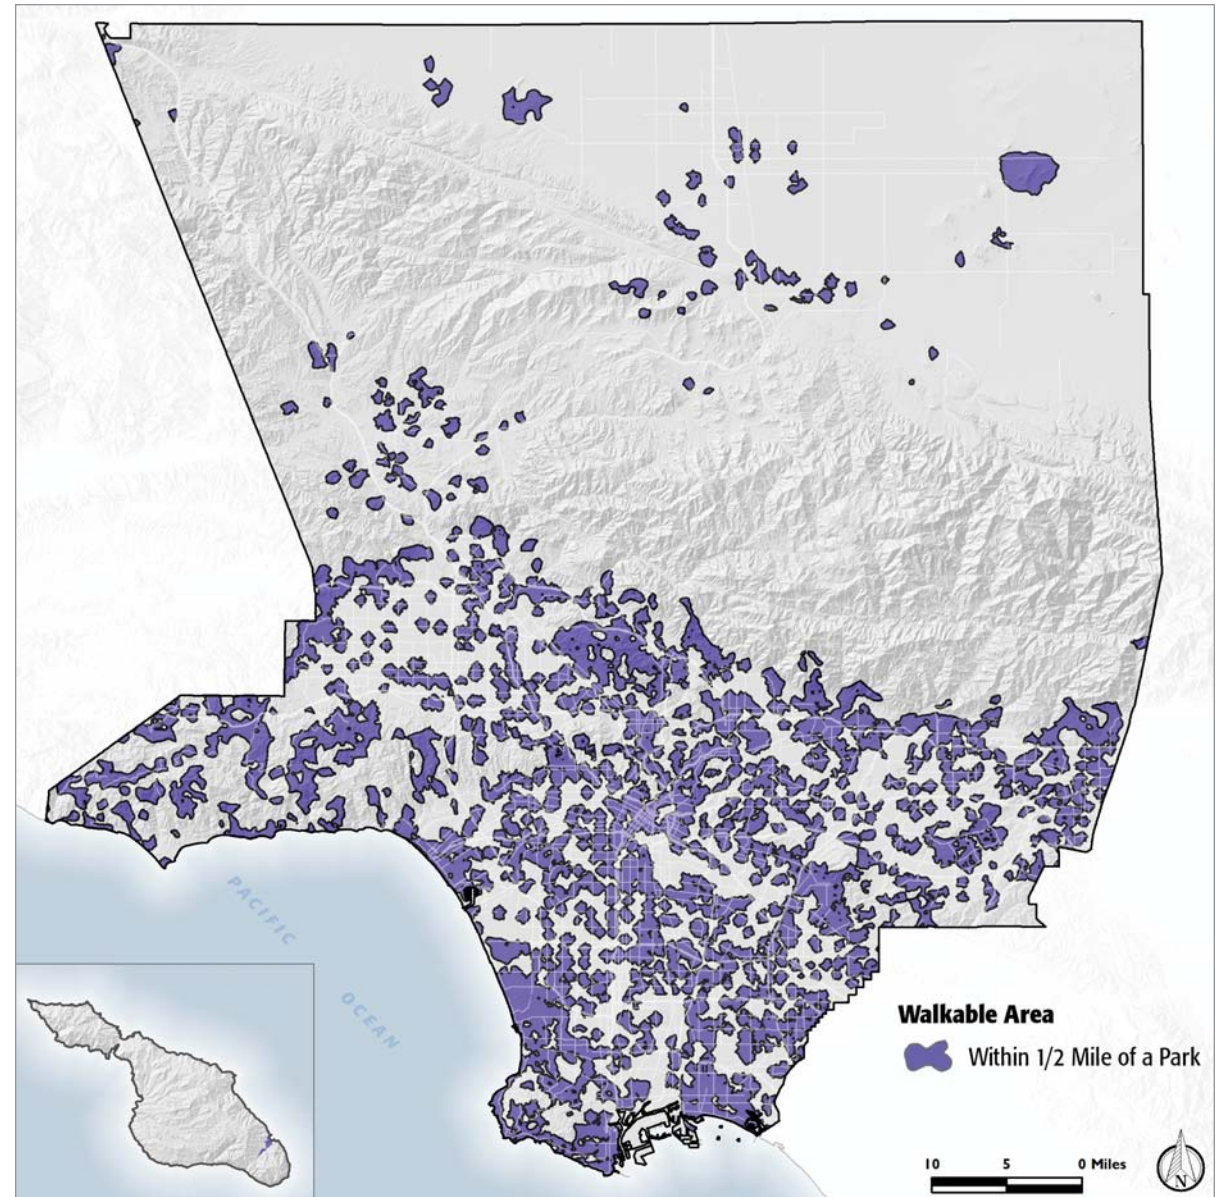 PACIFIC
OCEAN
Walkable Area
Within 1/2 Mile of a Park
10 5 0 Miles
N